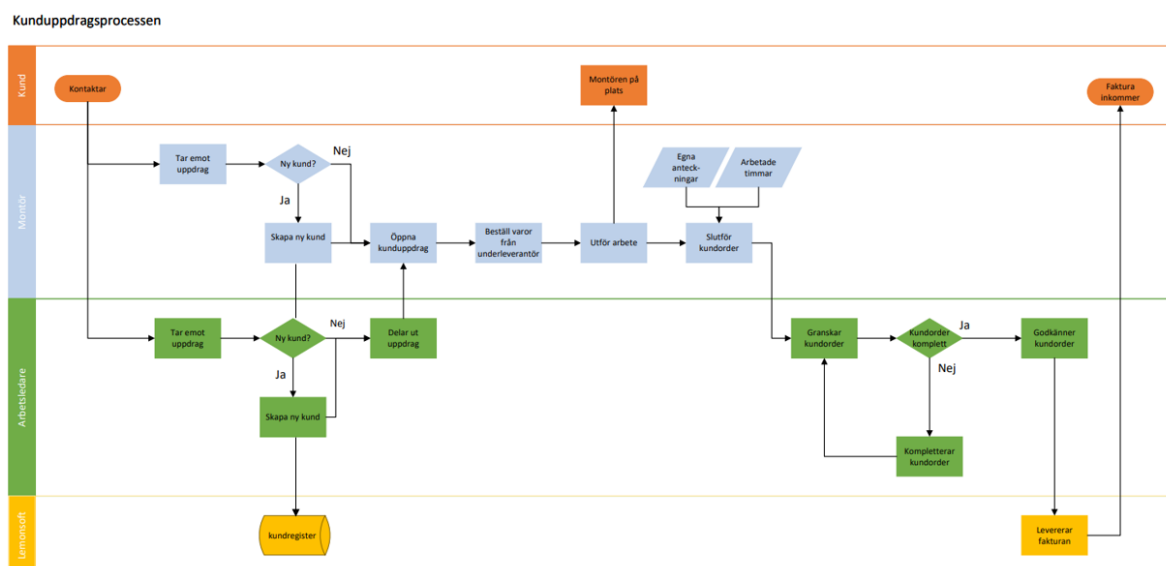 Kunduppdragsprocessen
Kund
Kontaktar
Montören på
plats
Faktura
inkommer
Montör
Tar emot
uppdrag
Ny kund?
Nej
Ja
Egna
anteck-
ningar
Arbetade
timmar
Skapa ny kund
Öppna
kunduppdrag
Beställ varor
från
underleverantör
Utför arbete
Slutför
kundorder
Arbetsledare
Tar emot
uppdrag
Ny kund?
Nej
Ja
Delar ut
uppdrag
Granskar
kundorder
Kundorder
komplett
Ja
Nej
Godkänner
kundorder
Skapa ny kund
Kompletterar
kundorder
Lemonsoft
kundregister
Levererar
fakturan